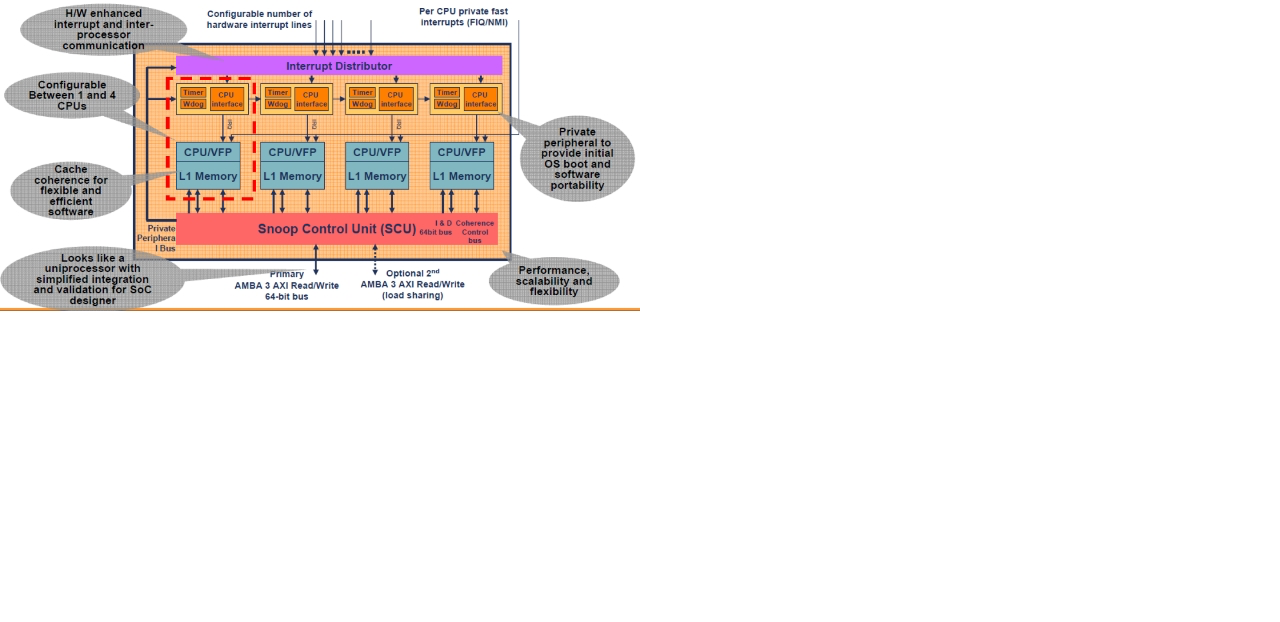 H/W enhanced
interrupt and inter-
processor
communication
Configurable number of
hardware interrupt lines
Per CPU private fast
interrupts (FIQ/NMI)
Interrupt Distributor
Configurable
Between 1 and 4
CPUs
Timer
Wdog
CPU
interface
Timer
Wdog
CPU
interface
Timer
Wdog
CPU
interface
Timer
Wdog
CPU
interface
IRQ
IRQ
IRQ
Private
peripheral to
provide initial
OS boot and
software
portability
CPU/VFP
L1 Memory
CPU/VFP
L1 Memory
CPU/VFP
L1 Memory
CPU/VFP
L1 Memory
Cache
coherence for
flexible and
efficient
software
Private
Periphera
l Bus
Snoop Control Unit (SCU)
I & D
64bit bus
Coherence
Control
bus
Looks like a
uniprocessor with
simplified integration
and validation for SoC
designer
Primary
AMBA 3 AXI Read/Write
64-bit bus
Optional 2nd
AMBA 3 AXI Read/Write
(load sharing)
Performance,
scalability and
flexibility